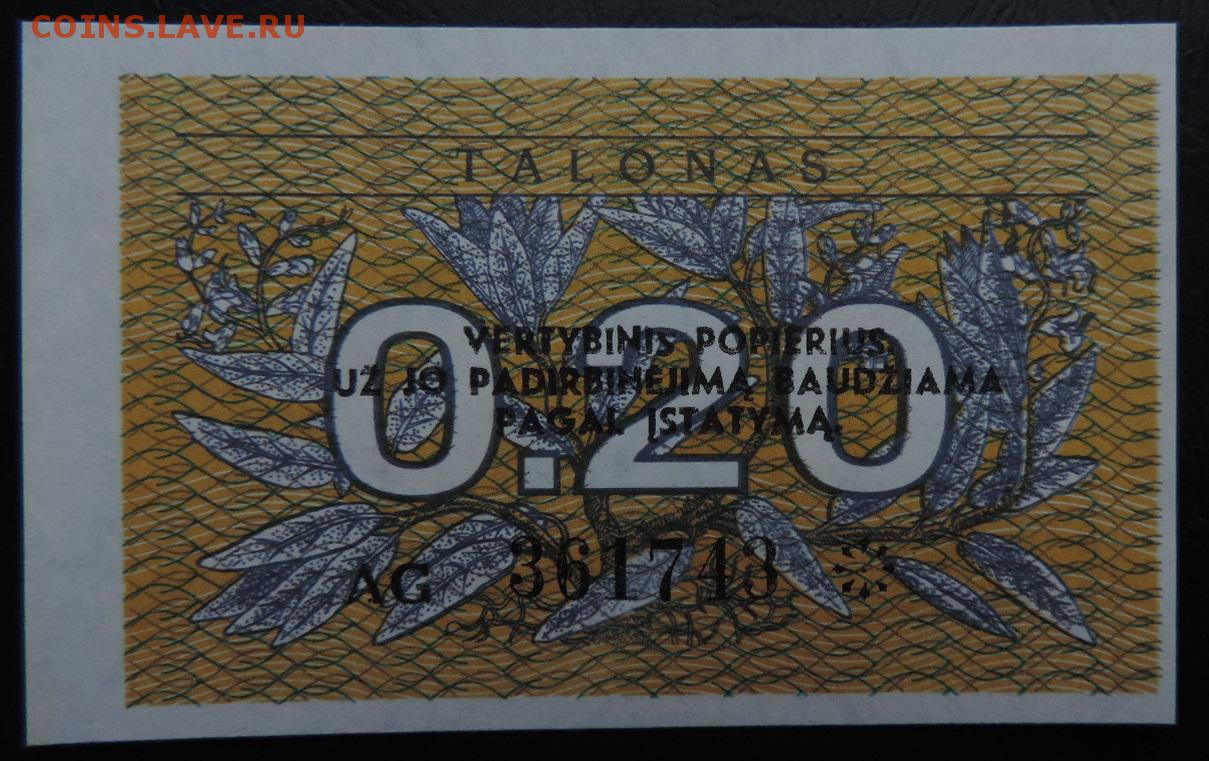 COINS.LAVE.RU
TALONAS
0.20
VERTYBINIS POPIERIUS,
UŽ JO PADIRBINĖJIMĄ BAUDŽIAMA
PAGAL ĮSTATYMĄ.
AG 361743